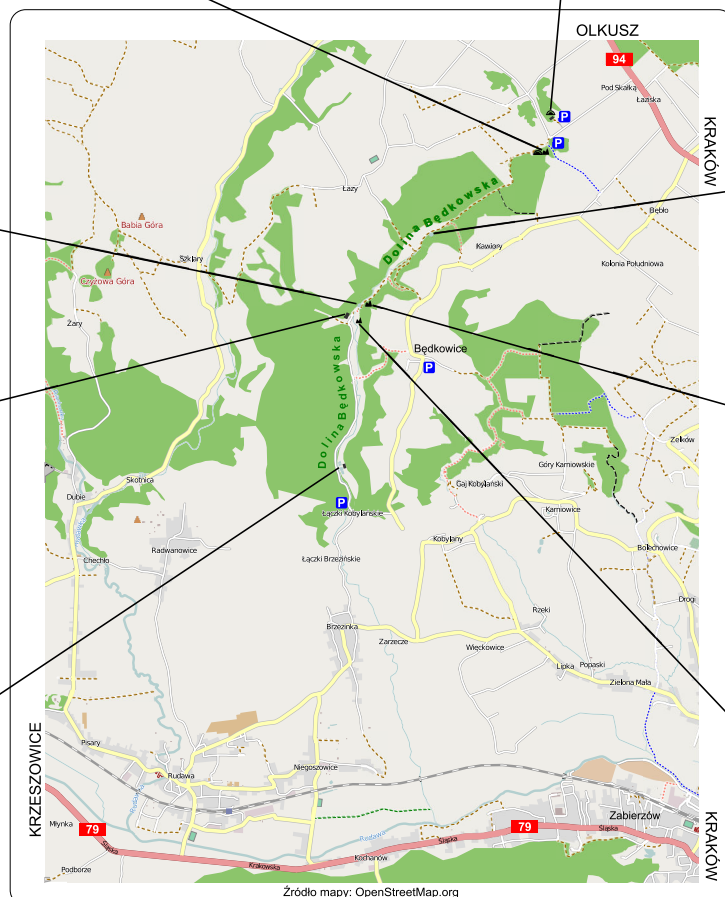 OLKUSZ
94
Pod Skałką
Łaziska
P
P
KRAKÓW
Łazy
Dolina Będkowska
Bębło
Babia Góra
Kawiory
Szklary
Kolonia Południowa
Czyżowa Góra
Żary
Będkowice
P
Dolina Będkowska
Zelków
Góry Karniowskie
Skotnica
Gaj Kobylański
Dubie
P
Łączki Kobylańskie
Karniowice
Kobylany
Bolechowice
Radwanowice
Chechło
Łączki Brzezińskie
Drogi
Rzeki
Brzezinka
Zarzecze
Więckowice
Lipka
Popaski
Zielona Mała
KRZESZOWICE
Pisary
Rudawa
Niegoszowice
Młynka
79
Śląska
Rudawa
Śląska
79
Śląska
Zabierzów
KRAKÓW
Kochanów
Krakowska
Podborze
Źródło mapy: OpenStreetMap.org